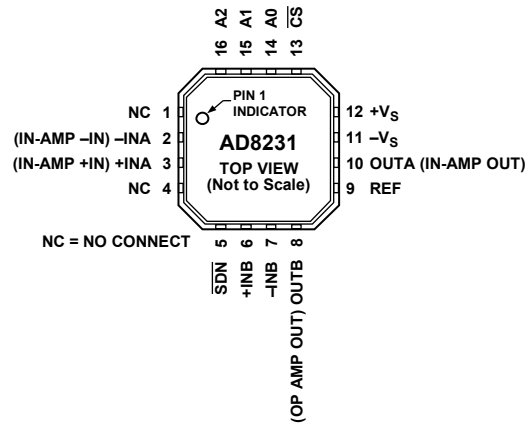 16 A2
15 A1
14 A0
13 C̅S̅
PIN 1
INDICATOR
NC 1
(IN-AMP –IN) –INA 2
(IN-AMP +IN) +INA 3
NC 4
AD8231
TOP VIEW
(Not to Scale)
12 +VS
11 –VS
10 OUTA (IN-AMP OUT)
9 REF
NC = NO CONNECT
S̅D̅N̅ 5
+INB 6
–INB 7
(OP AMP OUT) OUTB 8